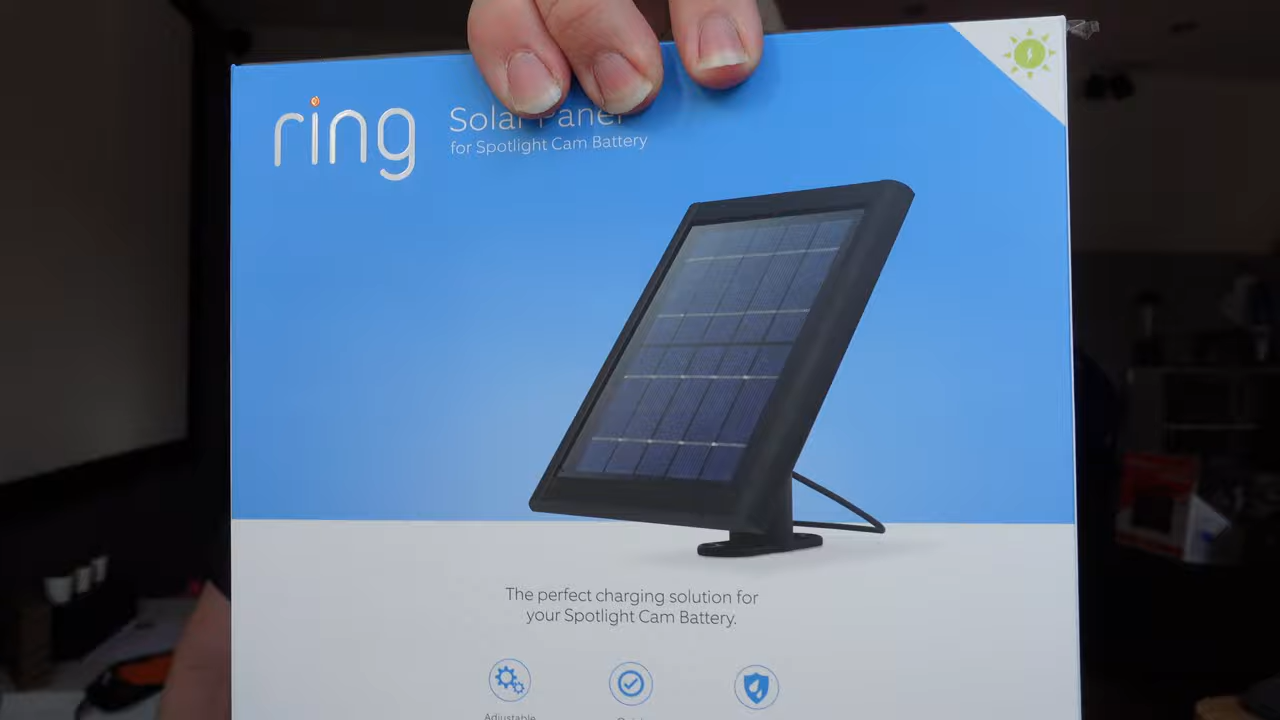 ring
Solar Panel
for Spotlight Cam Battery
The perfect charging solution for
your Spotlight Cam Battery.
Adjustable